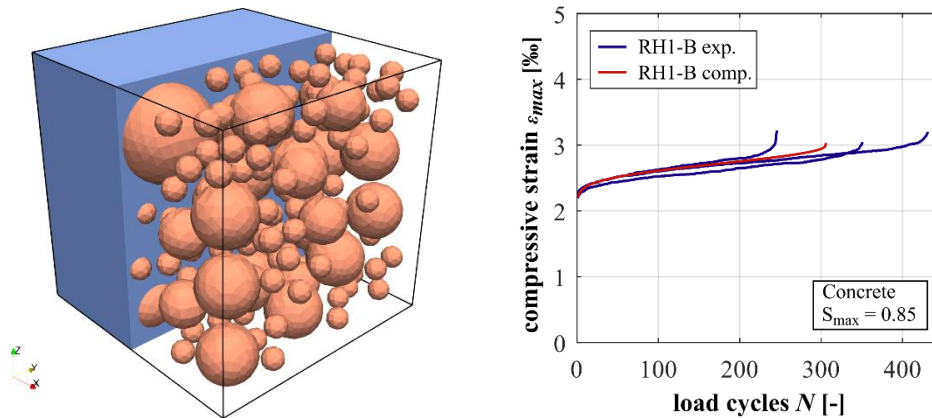 Z
Y
X
RH1-B exp.
RH1-B comp.
compressive strain εmax [‰]
5
4
3
2
1
0
0
100
200
300
400
load cycles N [-]
Concrete
Smax = 0.85